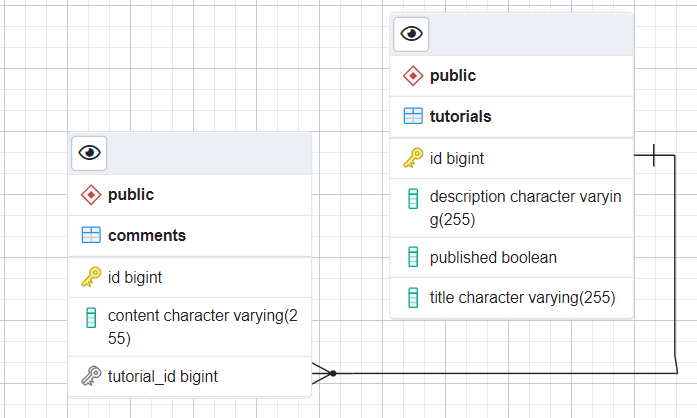 public
tutorials
id bigint
description character varyin
g(255)
published boolean
title character varying(255)
public
comments
id bigint
content character varying(2
55)
tutorial_id bigint